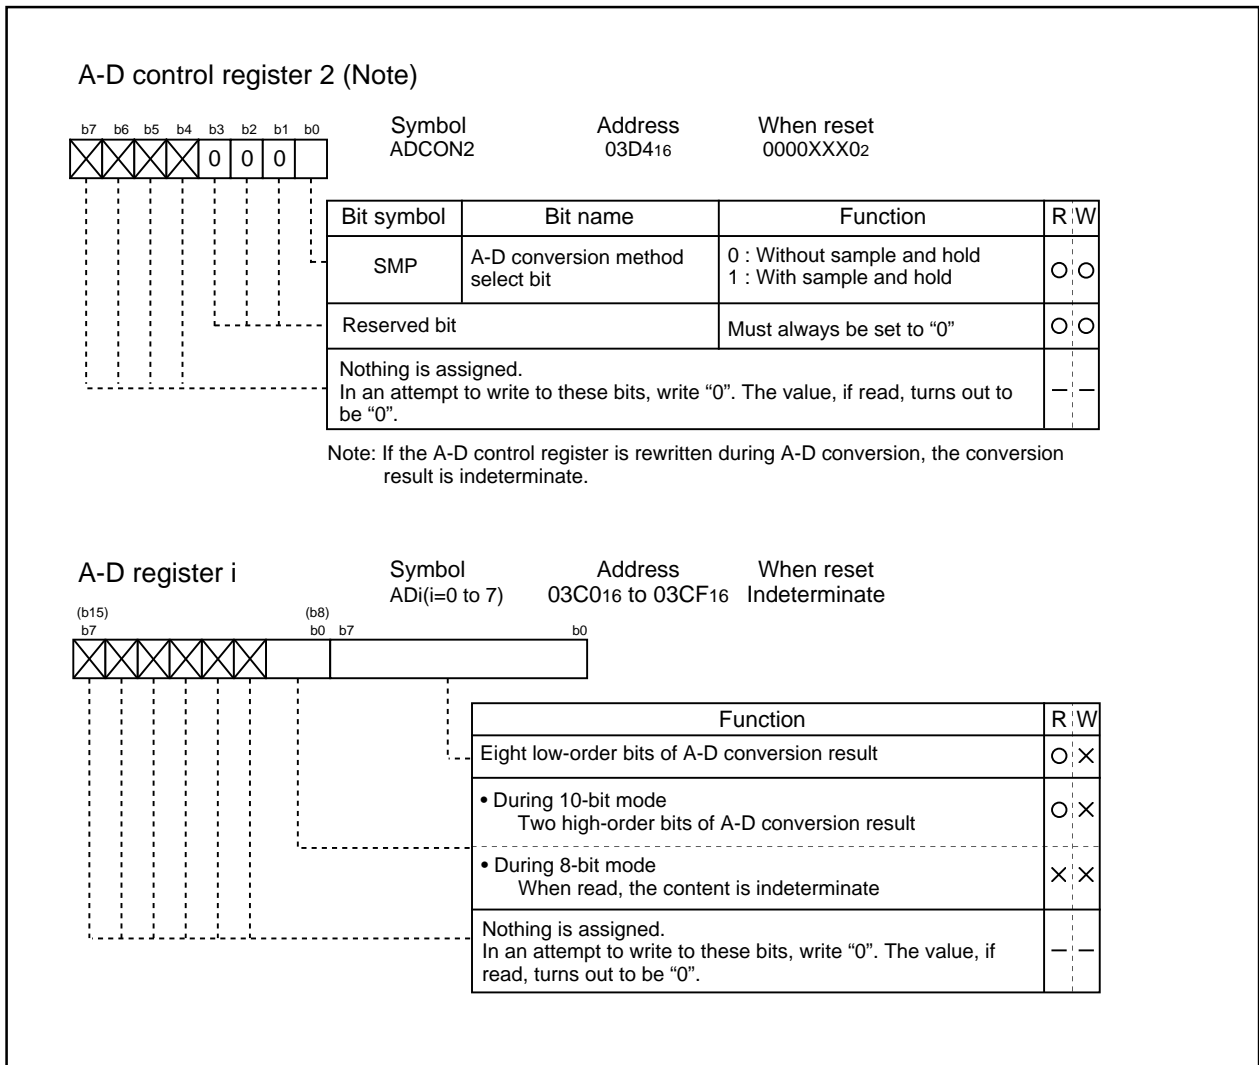 A-D control register 2 (Note)
b7 b6 b5 b4 b3 b2 b1 b0
0 0 0
Symbol Address When reset
ADCON2 03D416 0000XXX02
Bit symbol Bit name Function R W
SMP A-D conversion method select bit 0 : Without sample and hold
1 : With sample and hold
Reserved bit Must always be set to “0”
Nothing is assigned.
In an attempt to write to these bits, write “0”. The value, if read, turns out to
be “0”.
Note: If the A-D control register is rewritten during A-D conversion, the conversion
result is indeterminate.
A-D register i
Symbol Address When reset
ADi(i=0 to 7) 03C016 to 03CF16 Indeterminate
(b15) (b8)
b7 b0 b7 b0
Function R W
Eight low-order bits of A-D conversion result
• During 10-bit mode
Two high-order bits of A-D conversion result
• During 8-bit mode
When read, the content is indeterminate
Nothing is assigned.
In an attempt to write to these bits, write “0”. The value, if
read, turns out to be “0”.